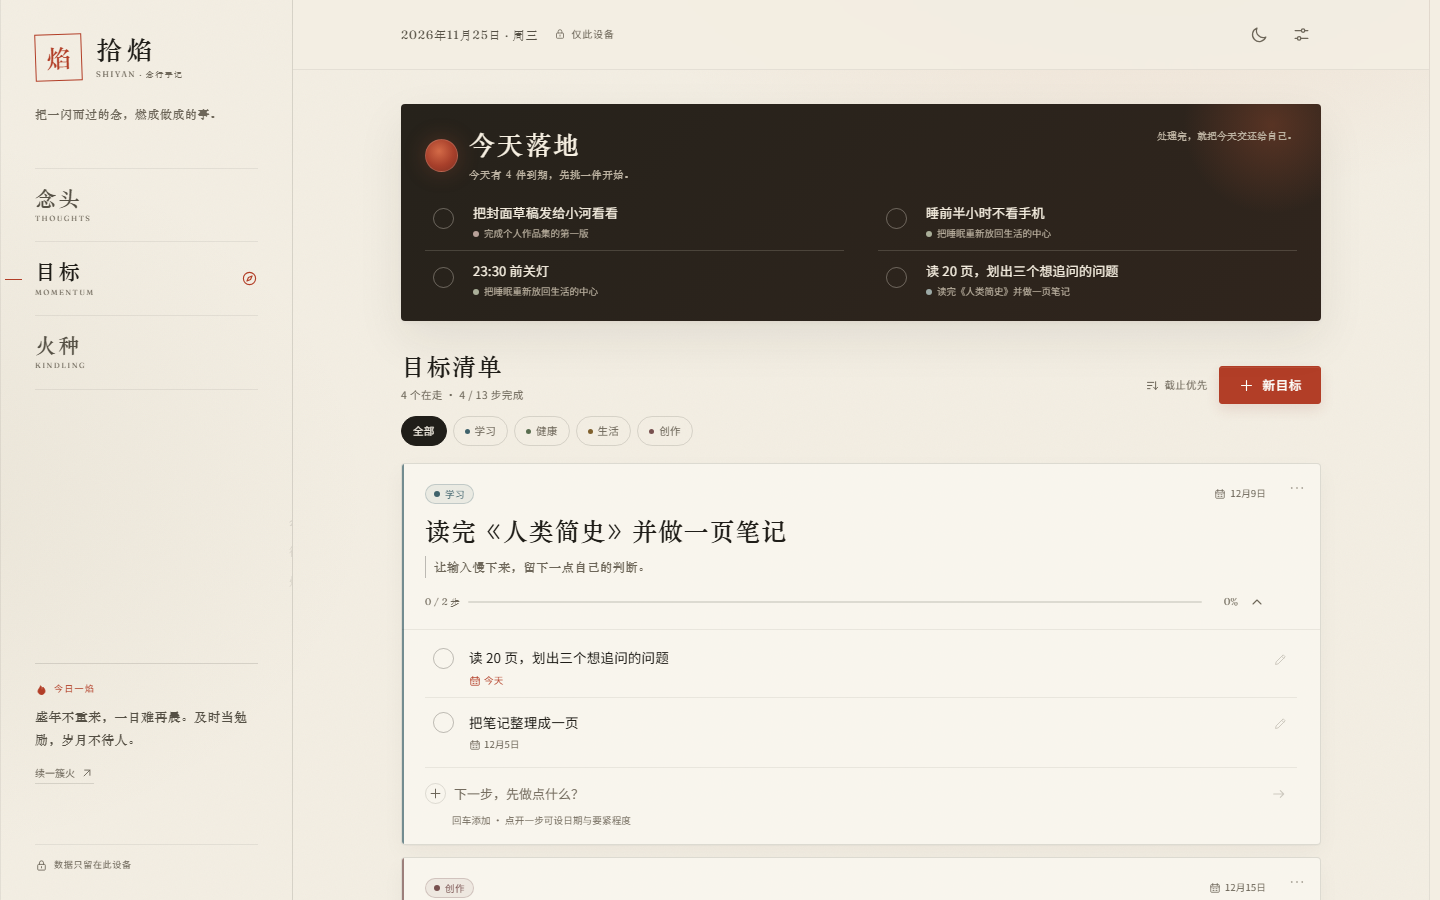 焰
拾焰
SHIYAN · 念行手记
把一闪而过的念，燃成做成的事。
念头
THOUGHTS
目标
MOMENTUM
火种
KINDLING
今日一焰
盛年不重来，一日难再晨。及时当勉
励，岁月不待人。
续一簇火
数据只留在此设备
2026年11月25日 · 周三
仅此设备
今天落地
今天有 4 件到期，先挑一件开始。
处理完，就把今天交还给自己。
把封面草稿发给小河看看
完成个人作品集的第一版
睡前半小时不看手机
把睡眠重新放回生活的中心
23:30 前关灯
把睡眠重新放回生活的中心
读 20 页，划出三个想追问的问题
读完《人类简史》并做一页笔记
目标清单
4 个在走 · 4 / 13 步完成
截止优先
新目标
全部
学习
健康
生活
创作
学习
12月9日
读完《人类简史》并做一页笔记
让输入慢下来，留下一点自己的判断。
0 / 2 步
0%
读 20 页，划出三个想追问的问题
今天
把笔记整理成一页
12月5日
下一步，先做点什么？
回车添加 · 点开一步可设日期与要紧程度
创作
12月15日